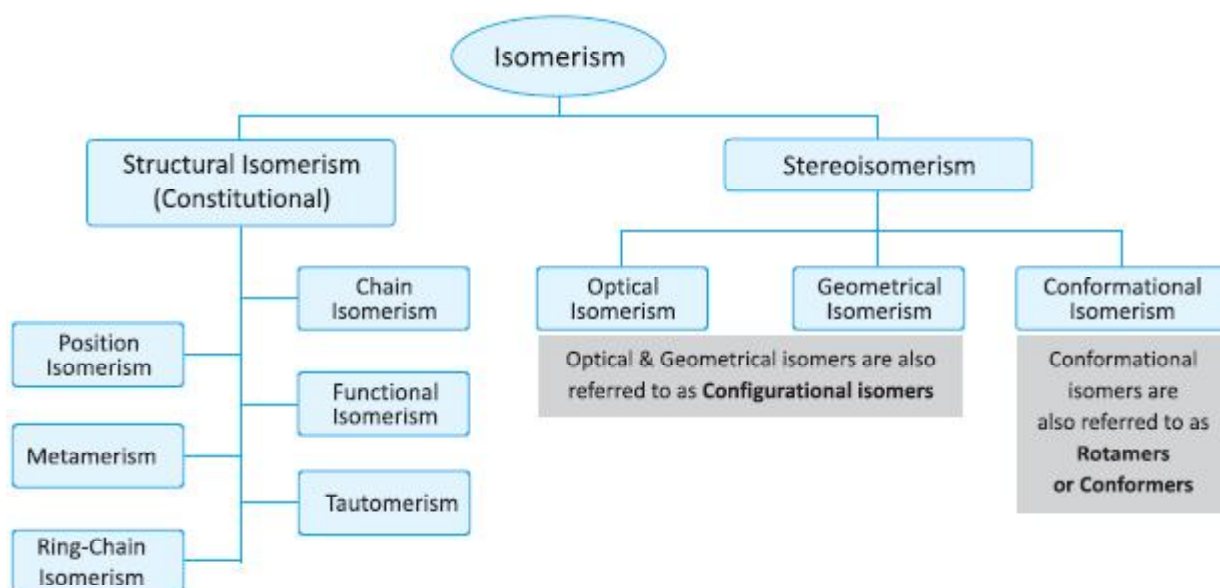 Isomerism
Structural Isomerism
(Constitutional)
Stereoisomerism
Chain
Isomerism
Position
Isomerism
Functional
Isomerism
Metamerism
Tautomerism
Ring-Chain
Isomerism
Optical
Isomerism
Geometrical
Isomerism
Conformational
Isomerism
Optical & Geometrical isomers are also
referred to as Configurational isomers
Conformational
isomers are
also referred to as
Rotamers
or Conformers